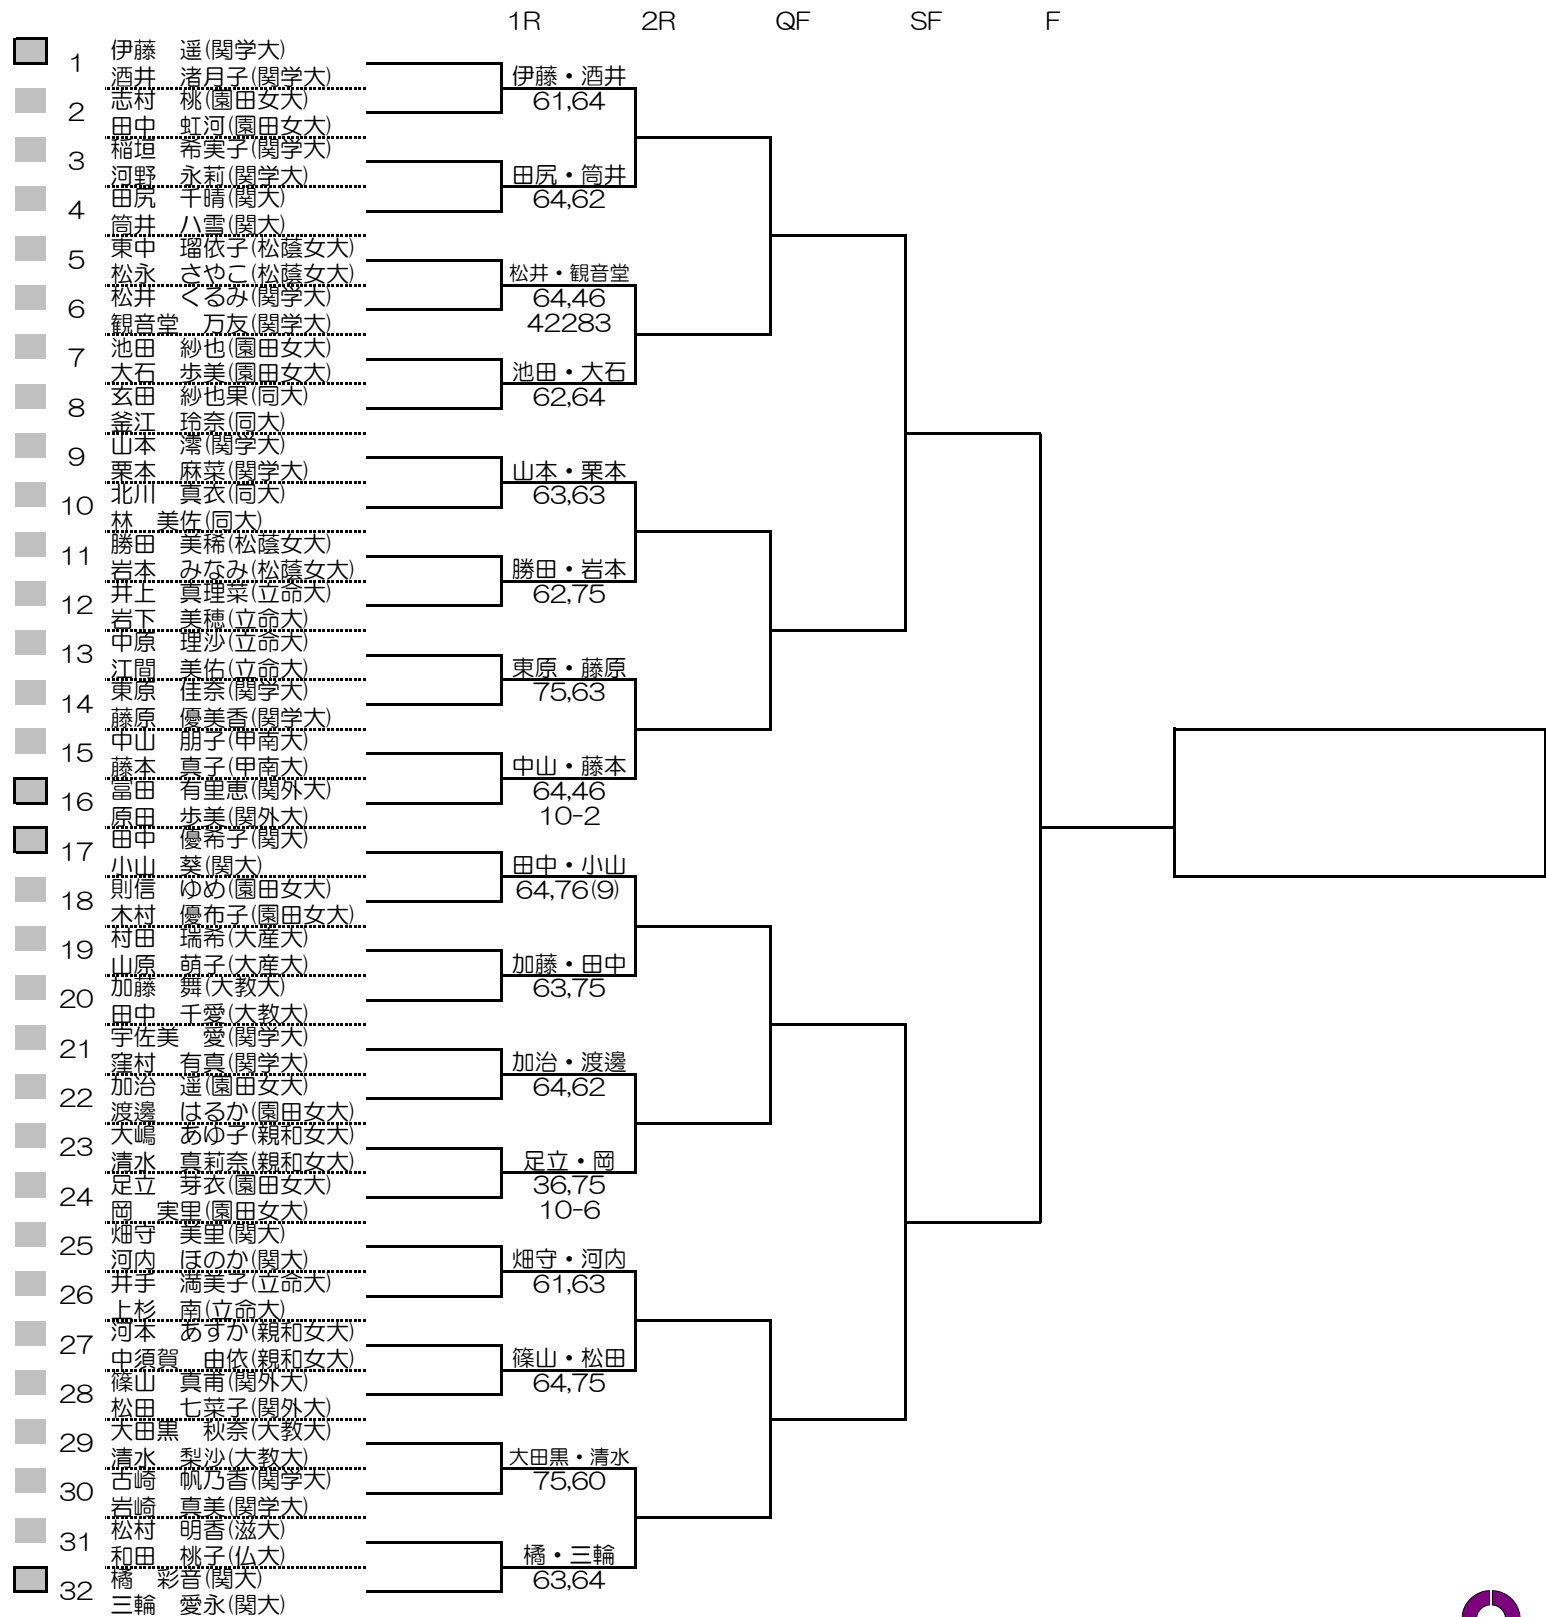 1R 2R QF SF F
1
伊藤　遥(関学大)
酒井　渚月子(関学大)
伊藤・酒井
61,64
2
志村　桃(園田女大)
田中　虹河(園田女大)
3
稲垣　希実子(関学大)
河野　永莉(関学大)
田尻・筒井
64,62
4
田尻　千晴(関大)
筒井　八雪(関大)
5
東中　瑠依子(松蔭女大)
松永　さやこ(松蔭女大)
松井・観音堂
64,46
42283
6
松井　くるみ(関学大)
観音堂　万友(関学大)
7
池田　紗也(園田女大)
大石　歩美(園田女大)
池田・大石
62,64
8
玄田　紗也果(同大)
釜江　玲奈(同大)
9
山本　澪(関学大)
栗本　麻菜(関学大)
山本・栗本
63,63
10
北川　真衣(同大)
林　美佐(同大)
11
勝田　美稀(松蔭女大)
岩本　みなみ(松蔭女大)
勝田・岩本
62,75
12
井上　真理菜(立命大)
岩下　美穂(立命大)
13
中原　理沙(立命大)
江間　美佑(立命大)
東原・藤原
75,63
14
東原　佳奈(関学大)
藤原　優美香(関学大)
15
中山　朋子(甲南大)
藤本　真子(甲南大)
中山・藤本
64,46
10-2
16
冨田　有里恵(関外大)
原田　歩美(関外大)
17
田中　優希子(関大)
小山　葵(関大)
田中・小山
64,76(9)
18
則信　ゆめ(園田女大)
木村　優布子(園田女大)
19
村田　瑞希(大産大)
山原　萌子(大産大)
加藤・田中
63,75
20
加藤　舞(大教大)
田中　千愛(大教大)
21
宇佐美　愛(関学大)
窪村　有真(関学大)
加治・渡邊
64,62
22
加治　遥(園田女大)
渡邊　はるか(園田女大)
23
大嶋　あゆ子(親和女大)
清水　真莉奈(親和女大)
足立・岡
36,75
10-6
24
足立　芽衣(園田女大)
岡　実里(園田女大)
25
畑守　美里(関大)
河内　ほのか(関大)
畑守・河内
61,63
26
井手　満美子(立命大)
上杉　南(立命大)
27
河本　あすか(親和女大)
中須賀　由依(親和女大)
篠山・松田
64,75
28
篠山　真甫(関外大)
松田　七菜子(関外大)
29
大田黒　秋奈(大教大)
清水　梨沙(大教大)
大田黒・清水
75,60
30
古崎　帆乃香(関学大)
岩崎　真美(関学大)
31
松村　明香(滋大)
和田　桃子(仏大)
橘・三輪
63,64
32
橘　彩音(関大)
三輪　愛永(関大)